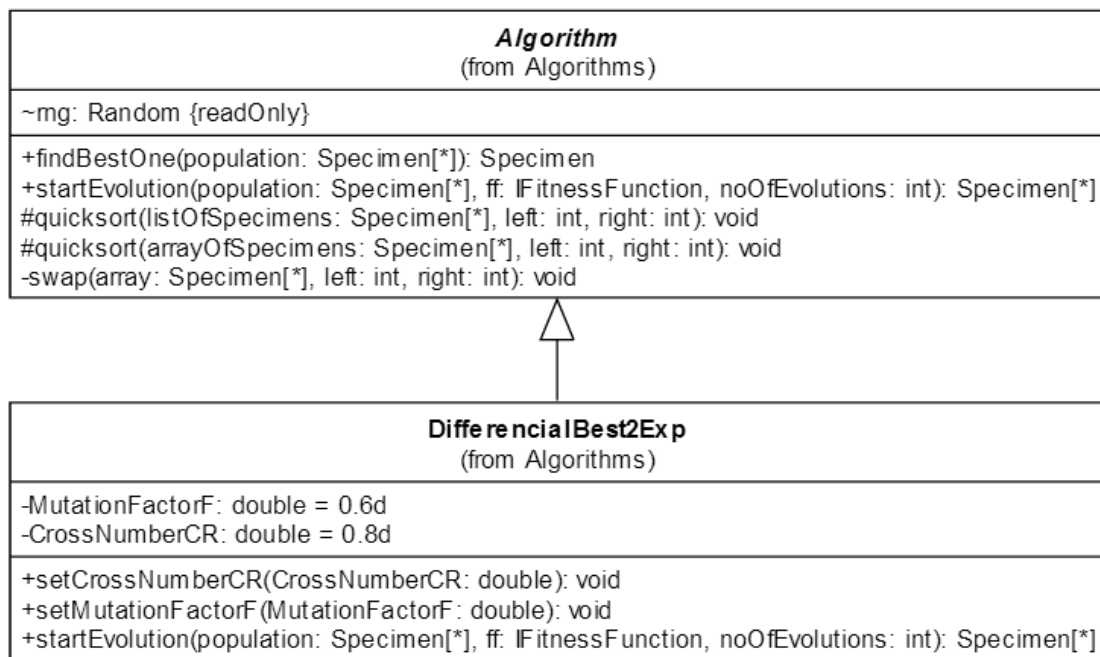 Algorithm
(from Algorithms)
~rng: Random {readOnly}
+findBestOne(population: Specimen[*]): Specimen
+startEvolution(population: Specimen[*], ff: IFitnessFunction, noOfEvolutions: int): Specimen[*]
#quicksort(listOfSpecimens: Specimen[*], left: int, right: int): void
#quicksort(arrayOfSpecimens: Specimen[*], left: int, right: int): void
-swap(array: Specimen[*], left: int, right: int): void
DifferencialBest2Exp
(from Algorithms)
-MutationFactorF: double = 0.6d
-CrossNumberCR: double = 0.8d
+setCrossNumberCR(CrossNumberCR: double): void
+setMutationFactorF(MutationFactorF: double): void
+startEvolution(population: Specimen[*], ff: IFitnessFunction, noOfEvolutions: int): Specimen[*]